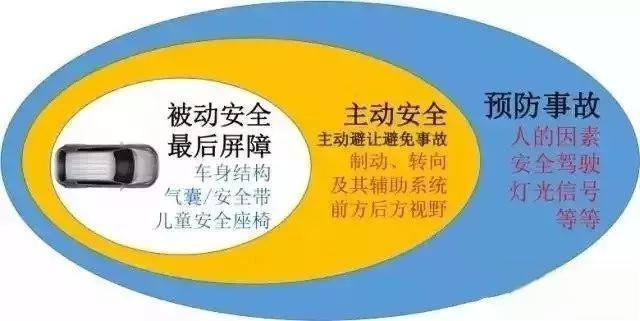 被动安全
最后屏障
车身结构
气囊/安全带
儿童安全座椅
主动安全
主动避让避免事故
制动、转向
及其辅助系统
前方后方视野
预防事故
人的因素
安全驾驶
灯光信号
等等